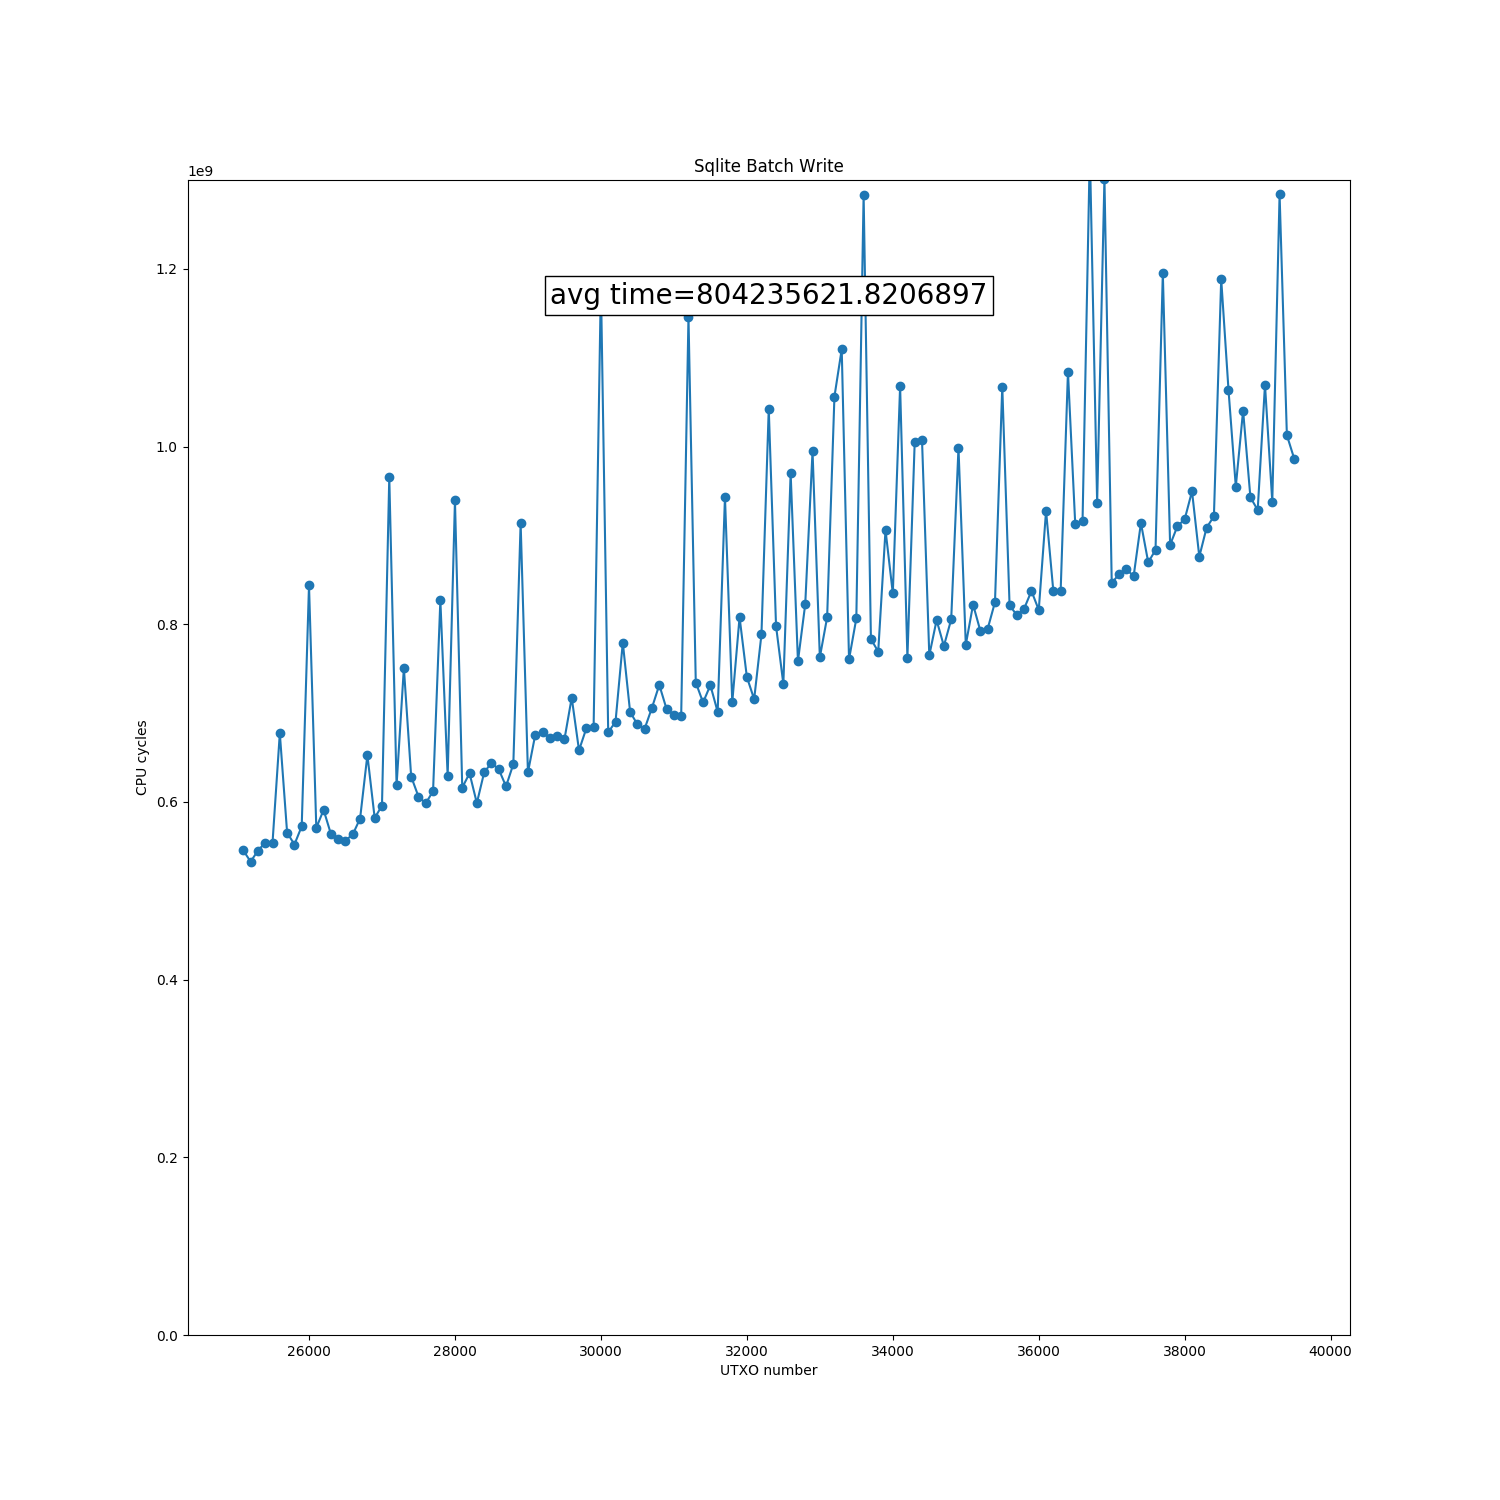 Sqlite Batch Write
1e9
avg time=804235621.8206897
1.2
1.0
0.8
0.6
0.4
0.2
0.0
CPU cycles
26000 28000 30000 32000 34000 36000 38000 40000
UTXO number